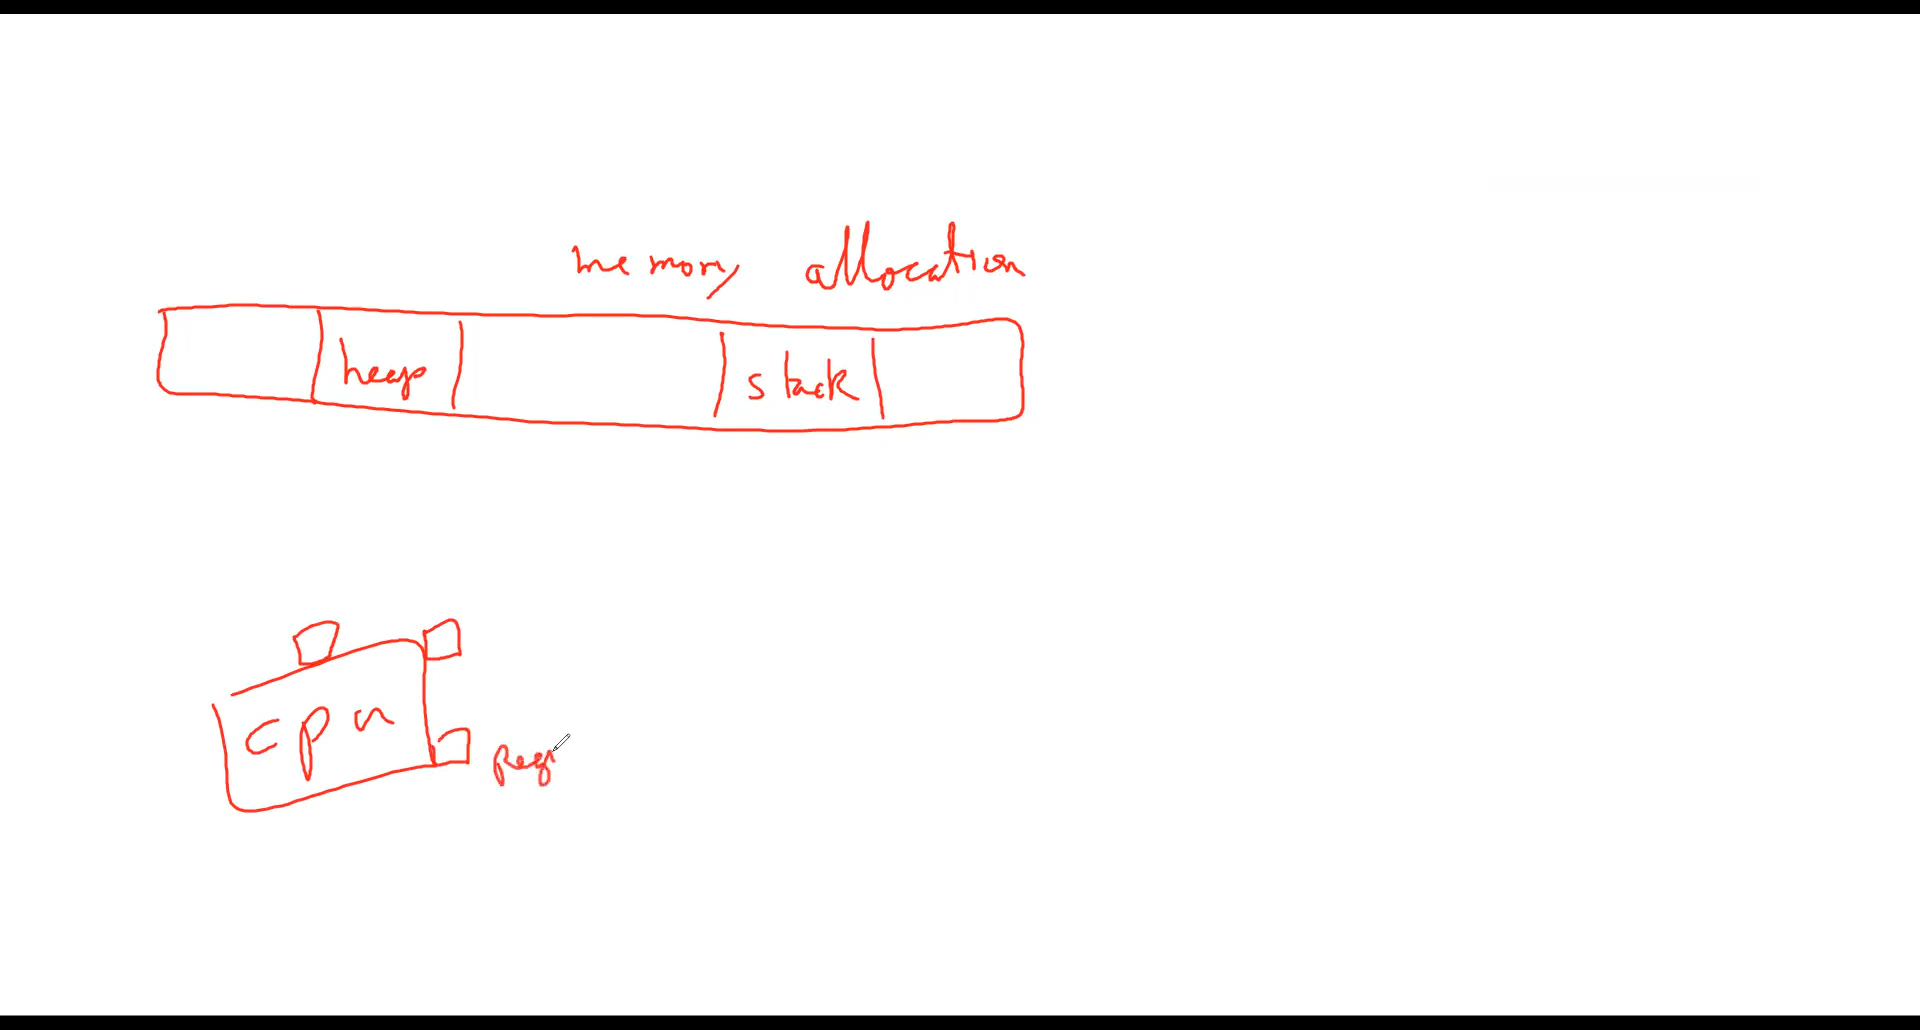 memory allocation
heap stack
cpu
Reg